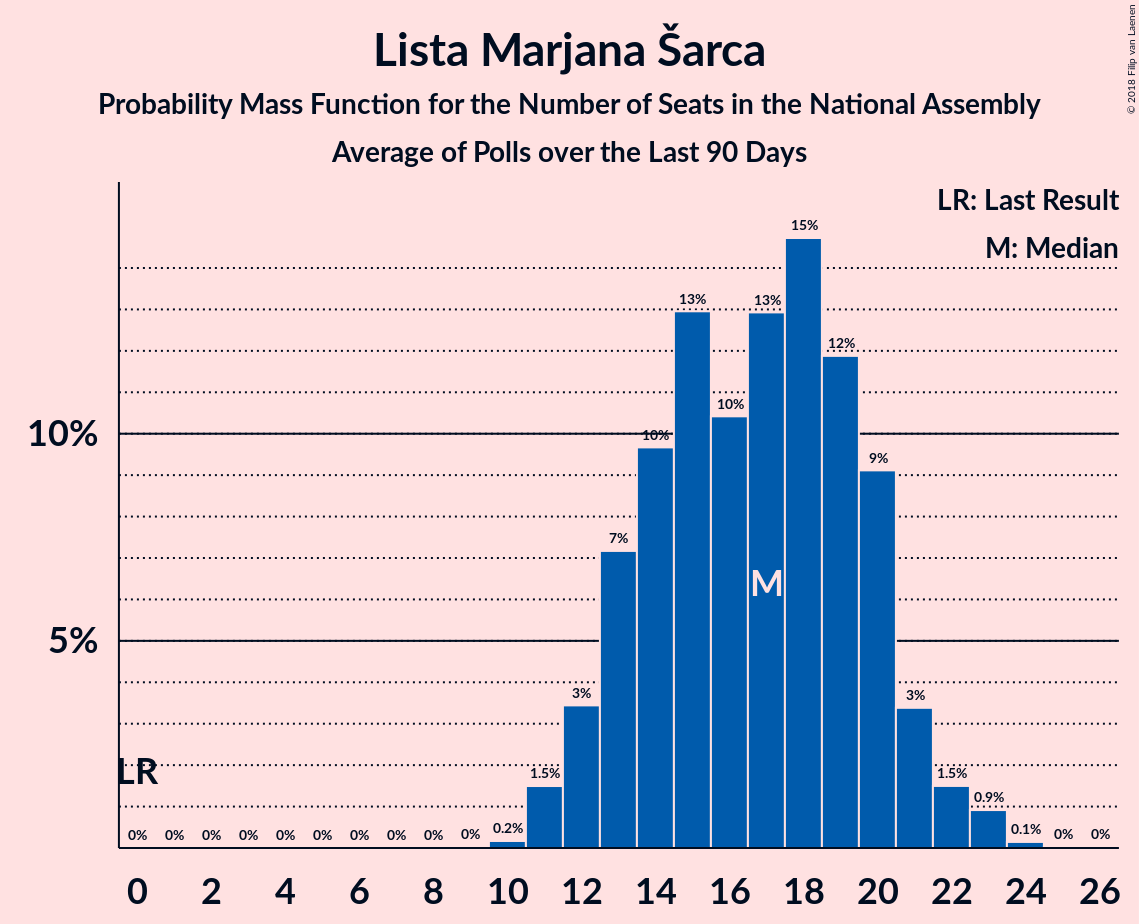 Lista Marjana Šarca
Probability Mass Function for the Number of Seats in the National Assembly
Average of Polls over the Last 90 Days
© 2018 Filip van Laenen
LR: Last Result
M: Median
10%
5%
0% 0% 0% 0% 0% 0% 0% 0% 0% 0% 0.2% 1.5% 3% 7% 10% 13% 10% 13% 15% 12% 9% 3% 1.5% 0.9% 0.1% 0% 0%
M
LR
0 2 4 6 8 10 12 14 16 18 20 22 24 26